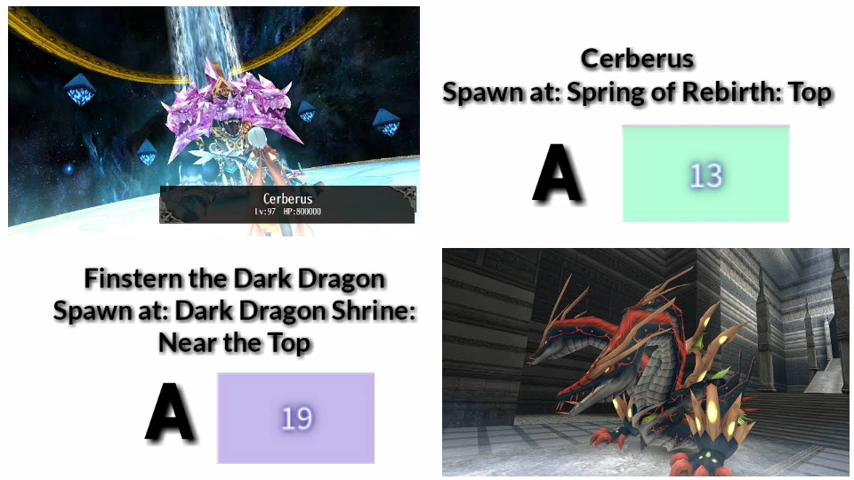 Cerberus
Lv:97 HP:800000
Cerberus
Spawn at: Spring of Rebirth: Top
A
13
Finstern the Dark Dragon
Spawn at: Dark Dragon Shrine:
Near the Top
A
19